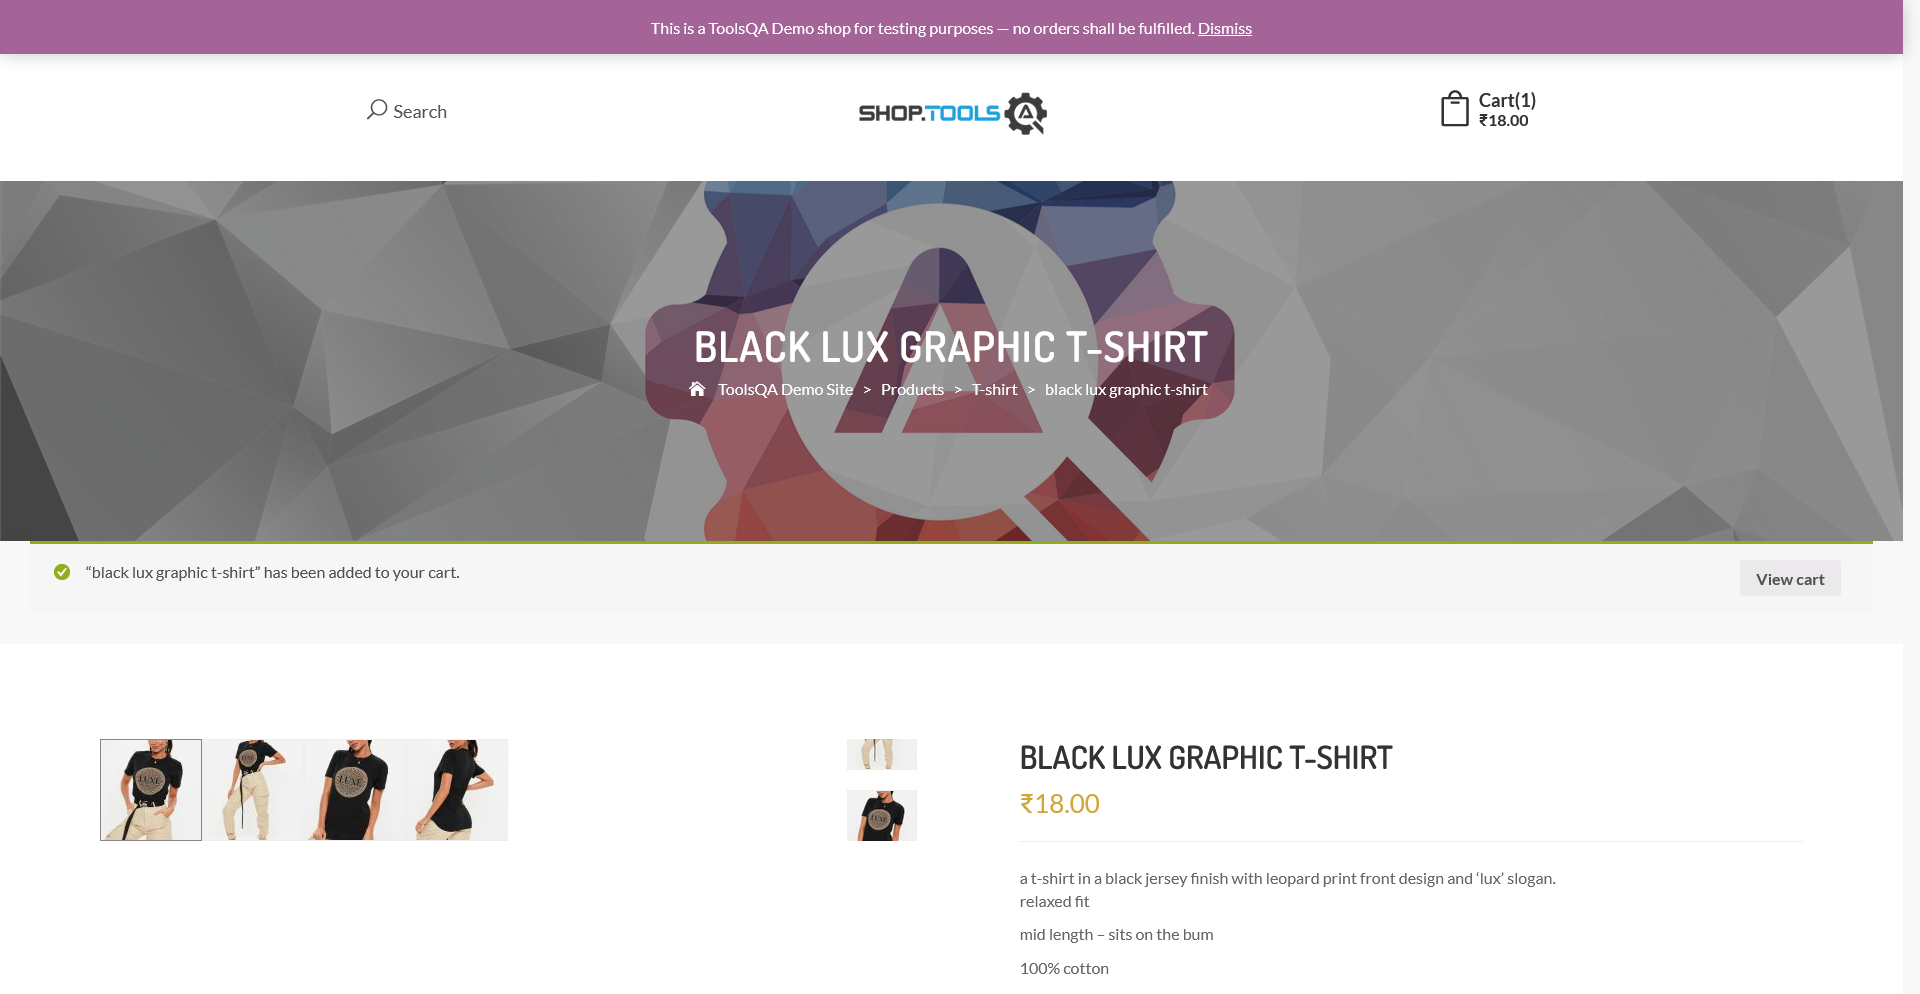 This is a ToolsQA Demo shop for testing purposes — no orders shall be fulfilled. Dismiss
Search
SHOP.TOOLS
Cart(1)
₹18.00
BLACK LUX GRAPHIC T-SHIRT
ToolsQA Demo Site > Products > T-shirt > black lux graphic t-shirt
“black lux graphic t-shirt” has been added to your cart.
View cart
LUXE
LUXE
BLACK LUX GRAPHIC T-SHIRT
₹18.00
a t-shirt in a black jersey finish with leopard print front design and ‘lux’ slogan.
relaxed fit
mid length – sits on the bum
100% cotton